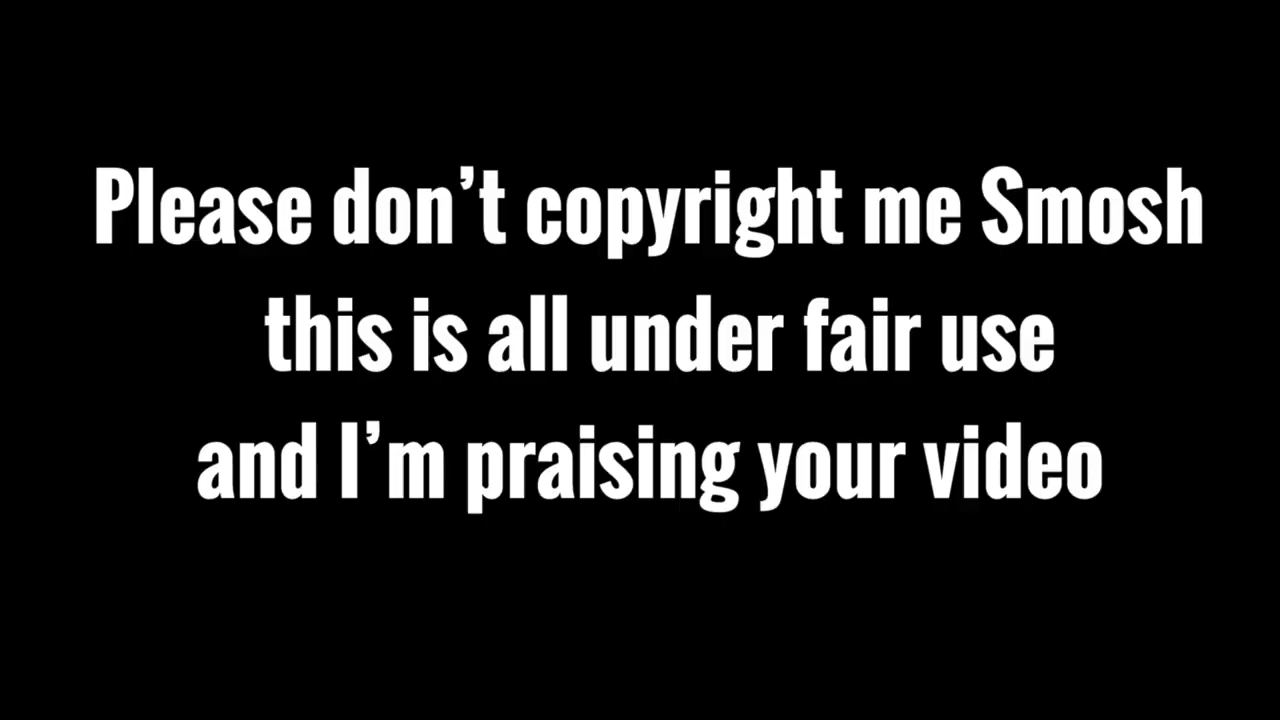 Please don’t copyright me Smosh
this is all under fair use
and I’m praising your video